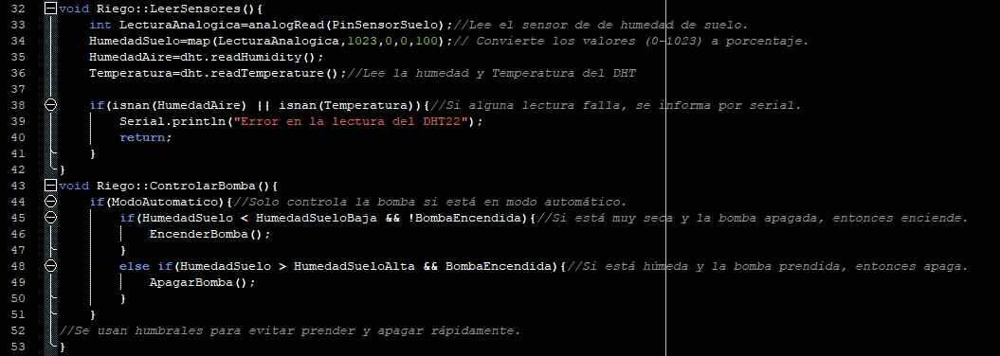 32 void Riego::LeerSensores(){
33 int LecturaAnalogica=analogRead(PinSensorSuelo);//Lee el sensor de de humedad de suelo.
34 HumedadSuelo=map(LecturaAnalogica,1023,0,0,100);// Convierte los valores (0-1023) a porcentaje.
35 HumedadAire=dht.readHumidity();
36 Temperatura=dht.readTemperature();//Lee la humedad y Temperatura del DHT
37
38 if(isnan(HumedadAire) || isnan(Temperatura)){//Si alguna lectura falla, se informa por serial.
39 Serial.println("Error en la lectura del DHT22");
40 return;
41 }
42 }
43 void Riego::ControlarBomba(){
44 if(ModoAutomatico){//Solo controla la bomba si está en modo automático.
45 if(HumedadSuelo < HumedadSueloBaja && !BombaEncendida){//Si está muy seca y la bomba apagada, entonces enciende.
46 EncenderBomba();
47 }
48 else if(HumedadSuelo > HumedadSueloAlta && BombaEncendida){//Si está húmeda y la bomba prendida, entonces apaga.
49 ApagarBomba();
50 }
51 }
52 //Se usan humbrales para evitar prender y apagar rápidamente.
53 }